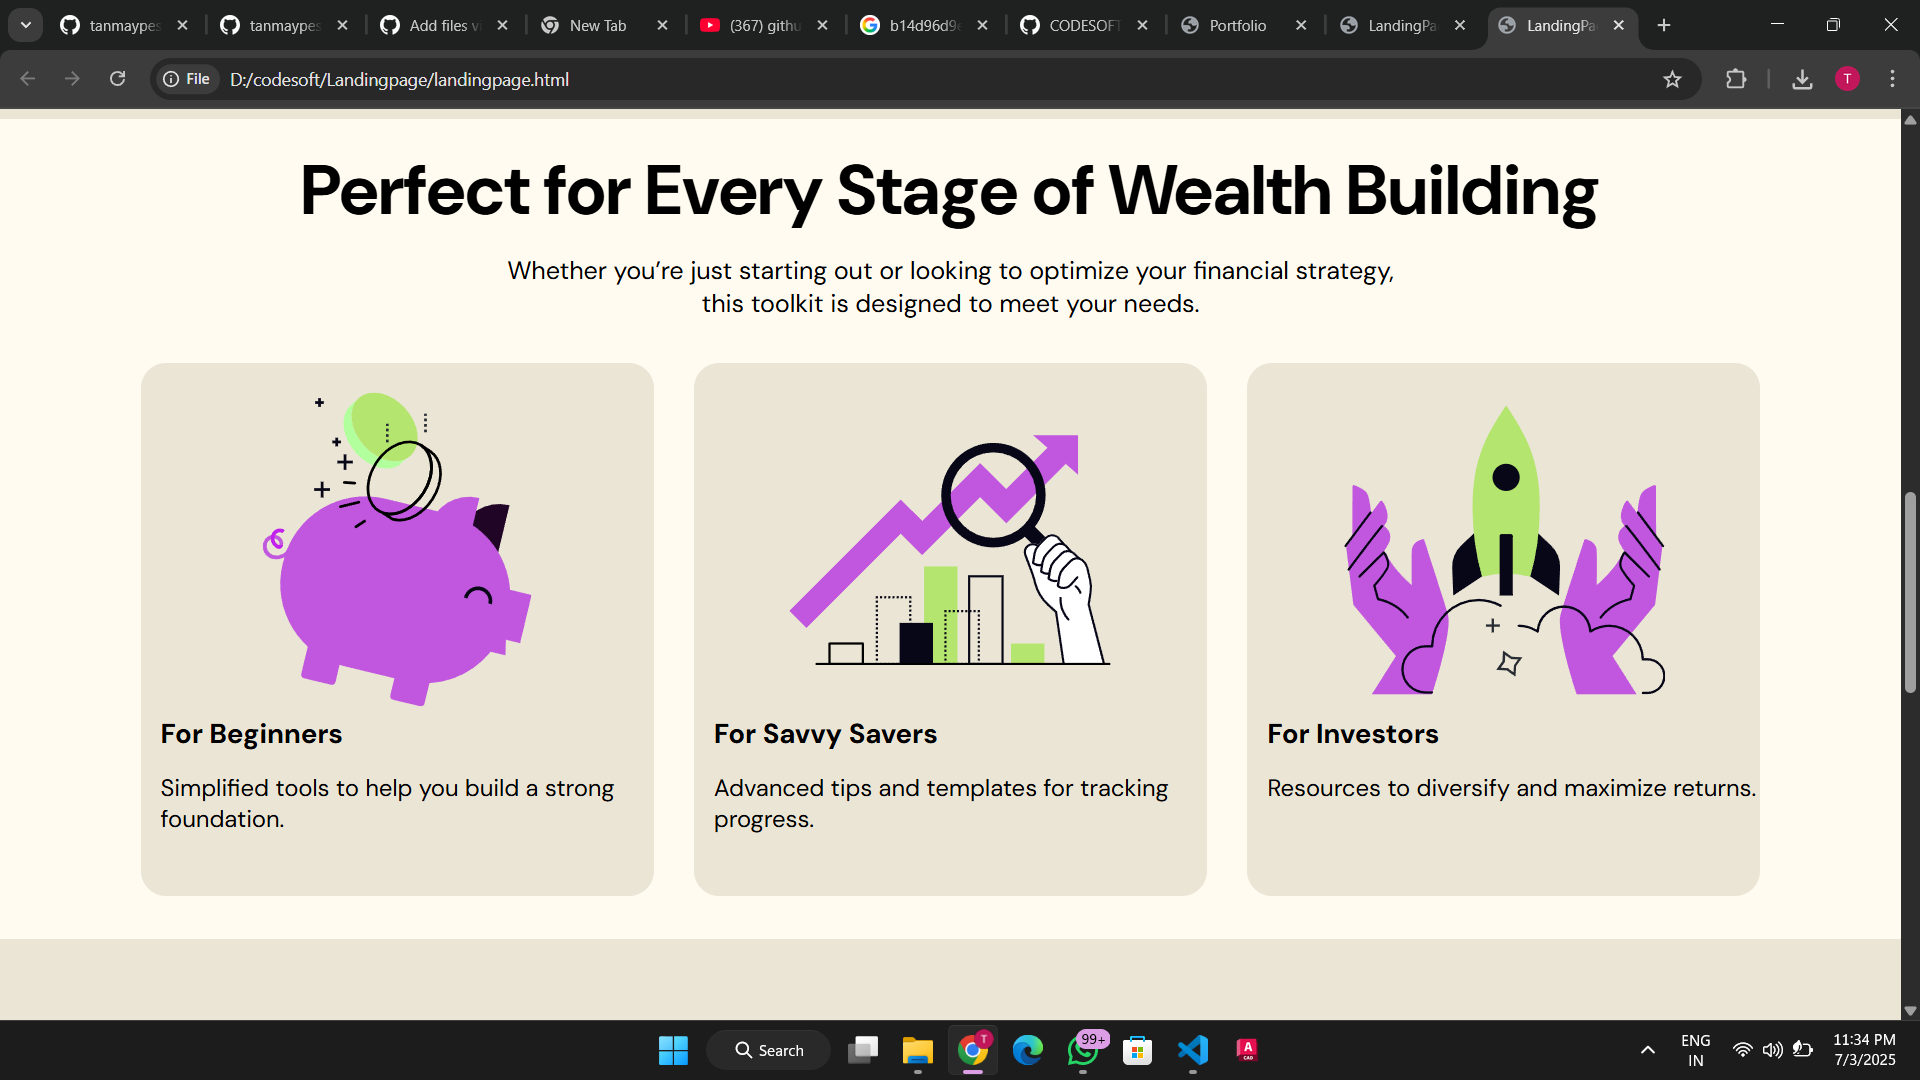 tanmaypes
tanmaypes
Add files vi
New Tab
(367) githu
b14d96d9e
CODESOFT
Portfolio
LandingPa
LandingPa
File
D:/codesoft/Landingpage/landingpage.html
T
Perfect for Every Stage of Wealth Building
Whether you’re just starting out or looking to optimize your financial strategy,
this toolkit is designed to meet your needs.
For Beginners
Simplified tools to help you build a strong
foundation.
For Savvy Savers
Advanced tips and templates for tracking
progress.
For Investors
Resources to diversify and maximize returns.
Search
T
99+
A
CAD
ENG
IN
11:34 PM
7/3/2025